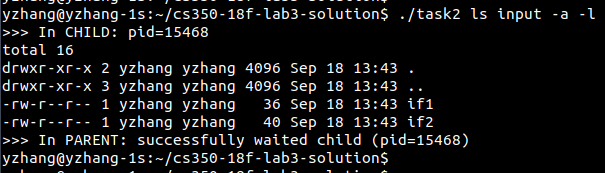 yzhang@yzhang-1s:~/cs350-18f-lab3-solution$ ./task2 ls input -a -l
>>> In CHILD: pid=15468
total 16
drwxr-xr-x 2 yzhang yzhang 4096 Sep 18 13:43 .
drwxr-xr-x 3 yzhang yzhang 4096 Sep 18 13:43 ..
-rw-r--r-- 1 yzhang yzhang   36 Sep 18 13:43 if1
-rw-r--r-- 1 yzhang yzhang   40 Sep 18 13:43 if2
>>> In PARENT: successfully waited child (pid=15468)
yzhang@yzhang-1s:~/cs350-18f-lab3-solution$